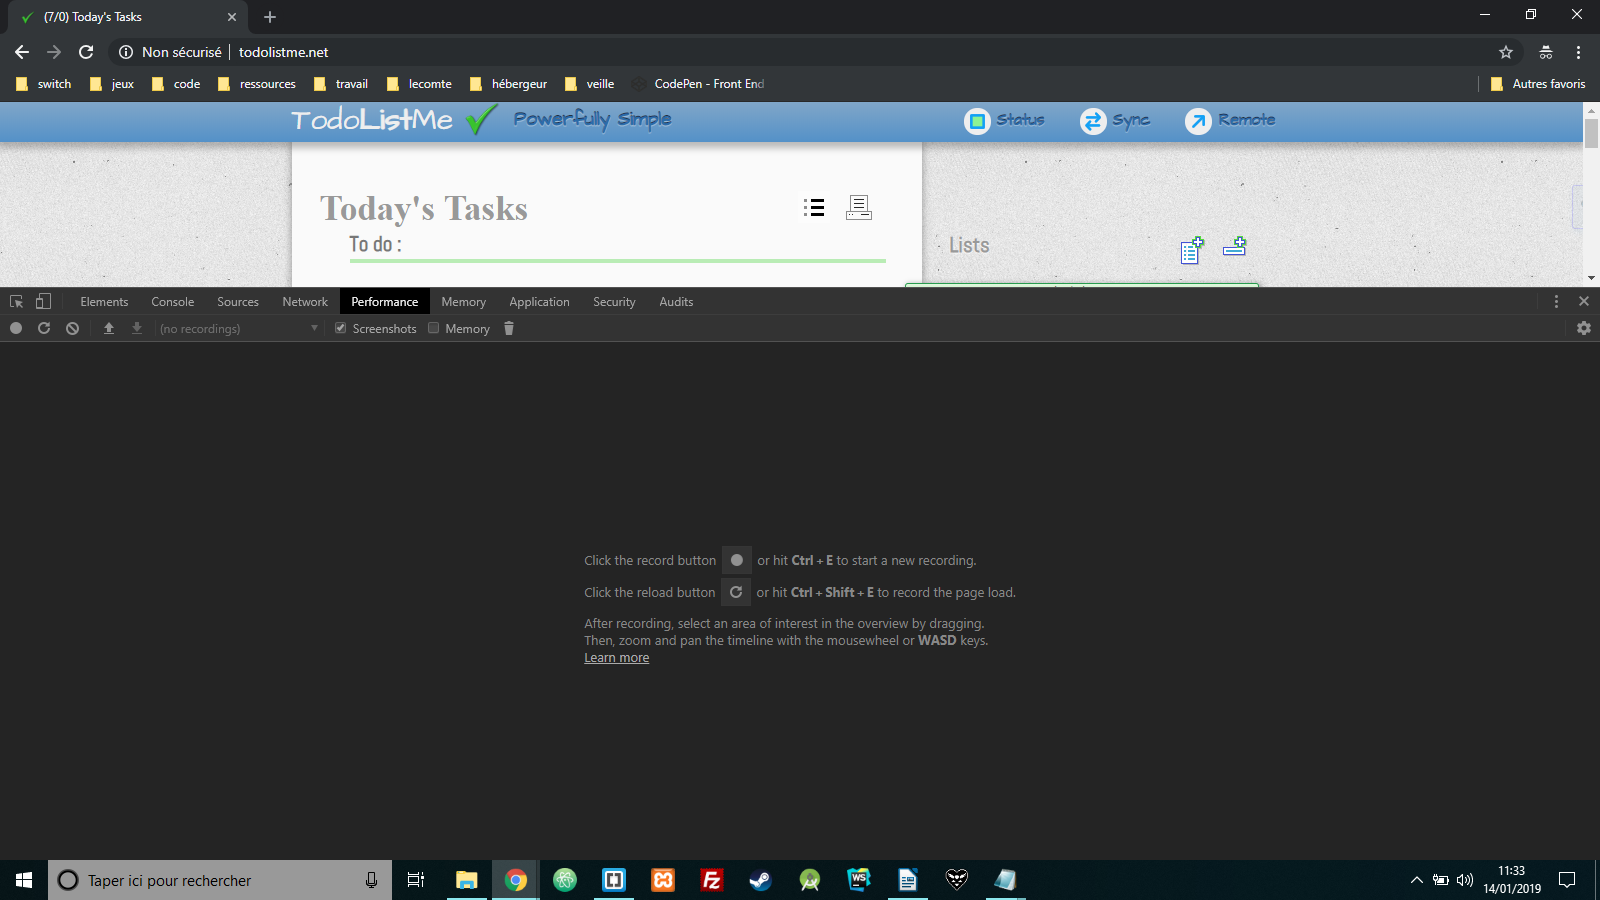 (7/0) Today's Tasks
Non sécurisé todolistme.net
switch jeux code ressources travail lecomte hébergeur veille CodePen - Front End Autres favoris
TodoListMe Powerfully Simple Status Sync Remote
Today's Tasks
To do :
Lists
Elements Console Sources Network Performance Memory Application Security Audits
(no recordings) Screenshots Memory
Click the record button or hit Ctrl + E to start a new recording.
Click the reload button or hit Ctrl + Shift + E to record the page load.
After recording, select an area of interest in the overview by dragging.
Then, zoom and pan the timeline with the mousewheel or WASD keys.
Learn more
Taper ici pour rechercher
WS
Fz
11:33
14/01/2019